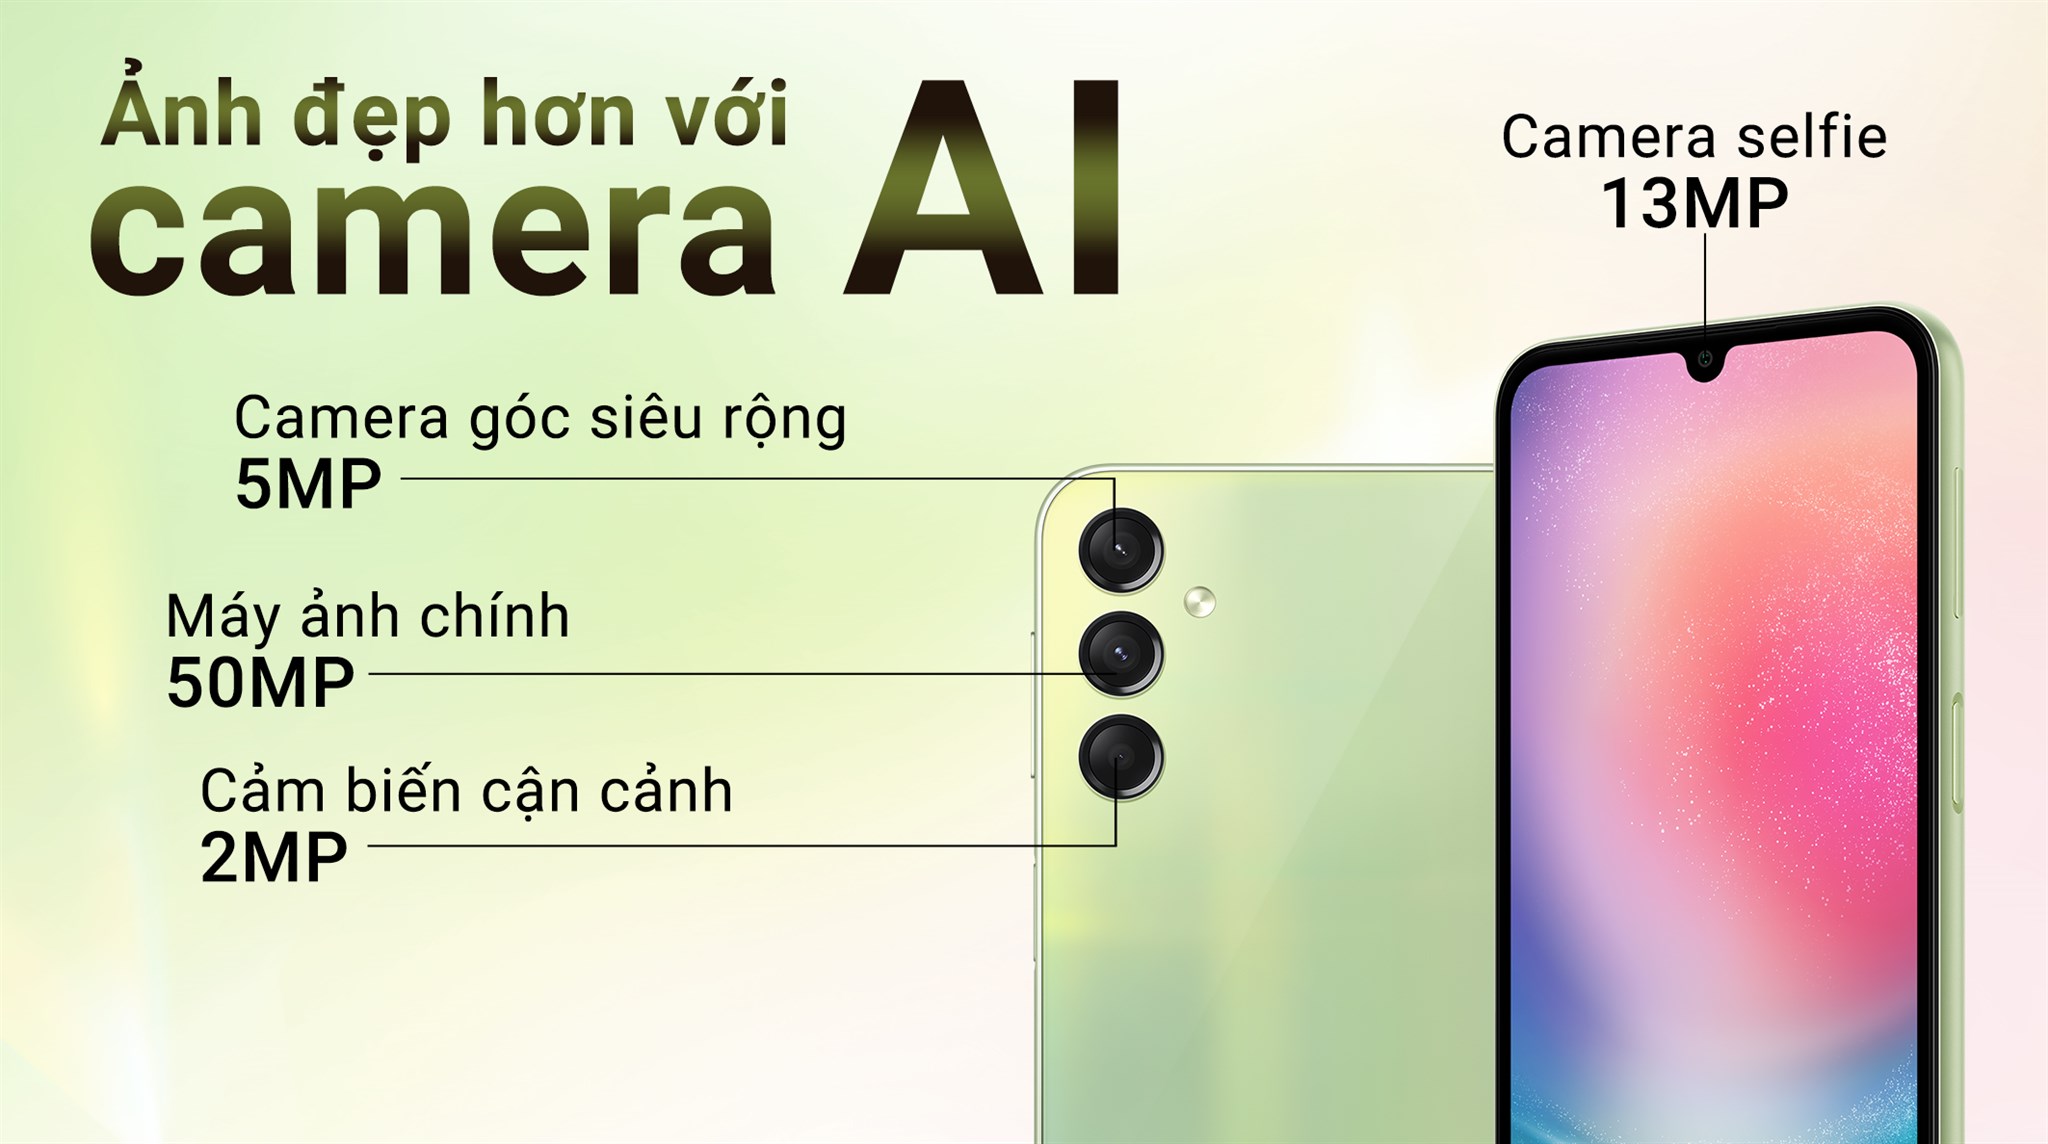 Ảnh đẹp hơn với
camera AI
Camera selfie
13MP
Camera góc siêu rộng
5MP
Máy ảnh chính
50MP
Cảm biến cận cảnh
2MP